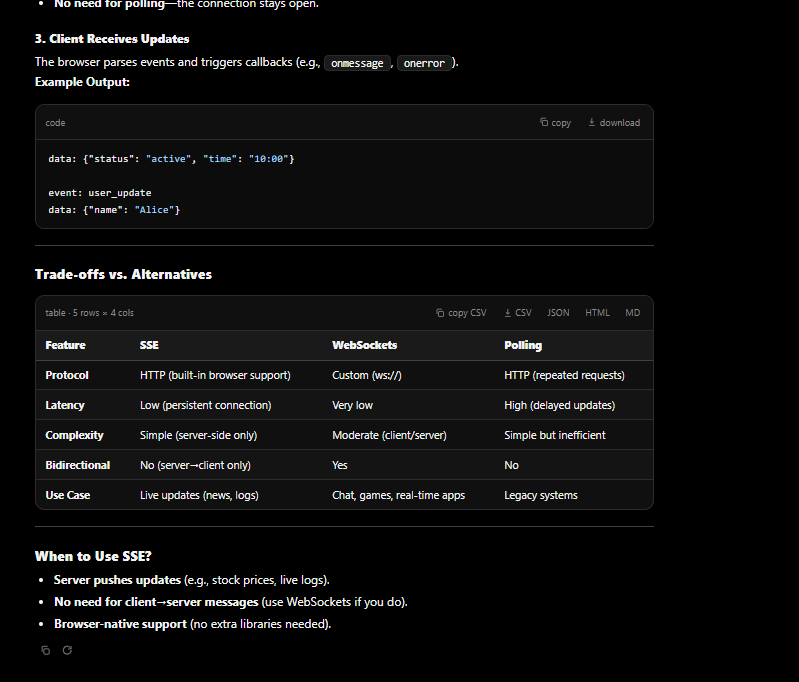 No need for polling—the connection stays open.
3. Client Receives Updates
The browser parses events and triggers callbacks (e.g., onmessage, onerror).
Example Output:
code copy download
data: {"status": "active", "time": "10:00"}
event: user_update
data: {"name": "Alice"}
Trade-offs vs. Alternatives
table · 5 rows × 4 cols copy CSV CSV JSON HTML MD
Feature SSE WebSockets Polling
Protocol HTTP (built-in browser support) Custom (ws://) HTTP (repeated requests)
Latency Low (persistent connection) Very low High (delayed updates)
Complexity Simple (server-side only) Moderate (client/server) Simple but inefficient
Bidirectional No (server→client only) Yes No
Use Case Live updates (news, logs) Chat, games, real-time apps Legacy systems
When to Use SSE?
Server pushes updates (e.g., stock prices, live logs).
No need for client→server messages (use WebSockets if you do).
Browser-native support (no extra libraries needed).